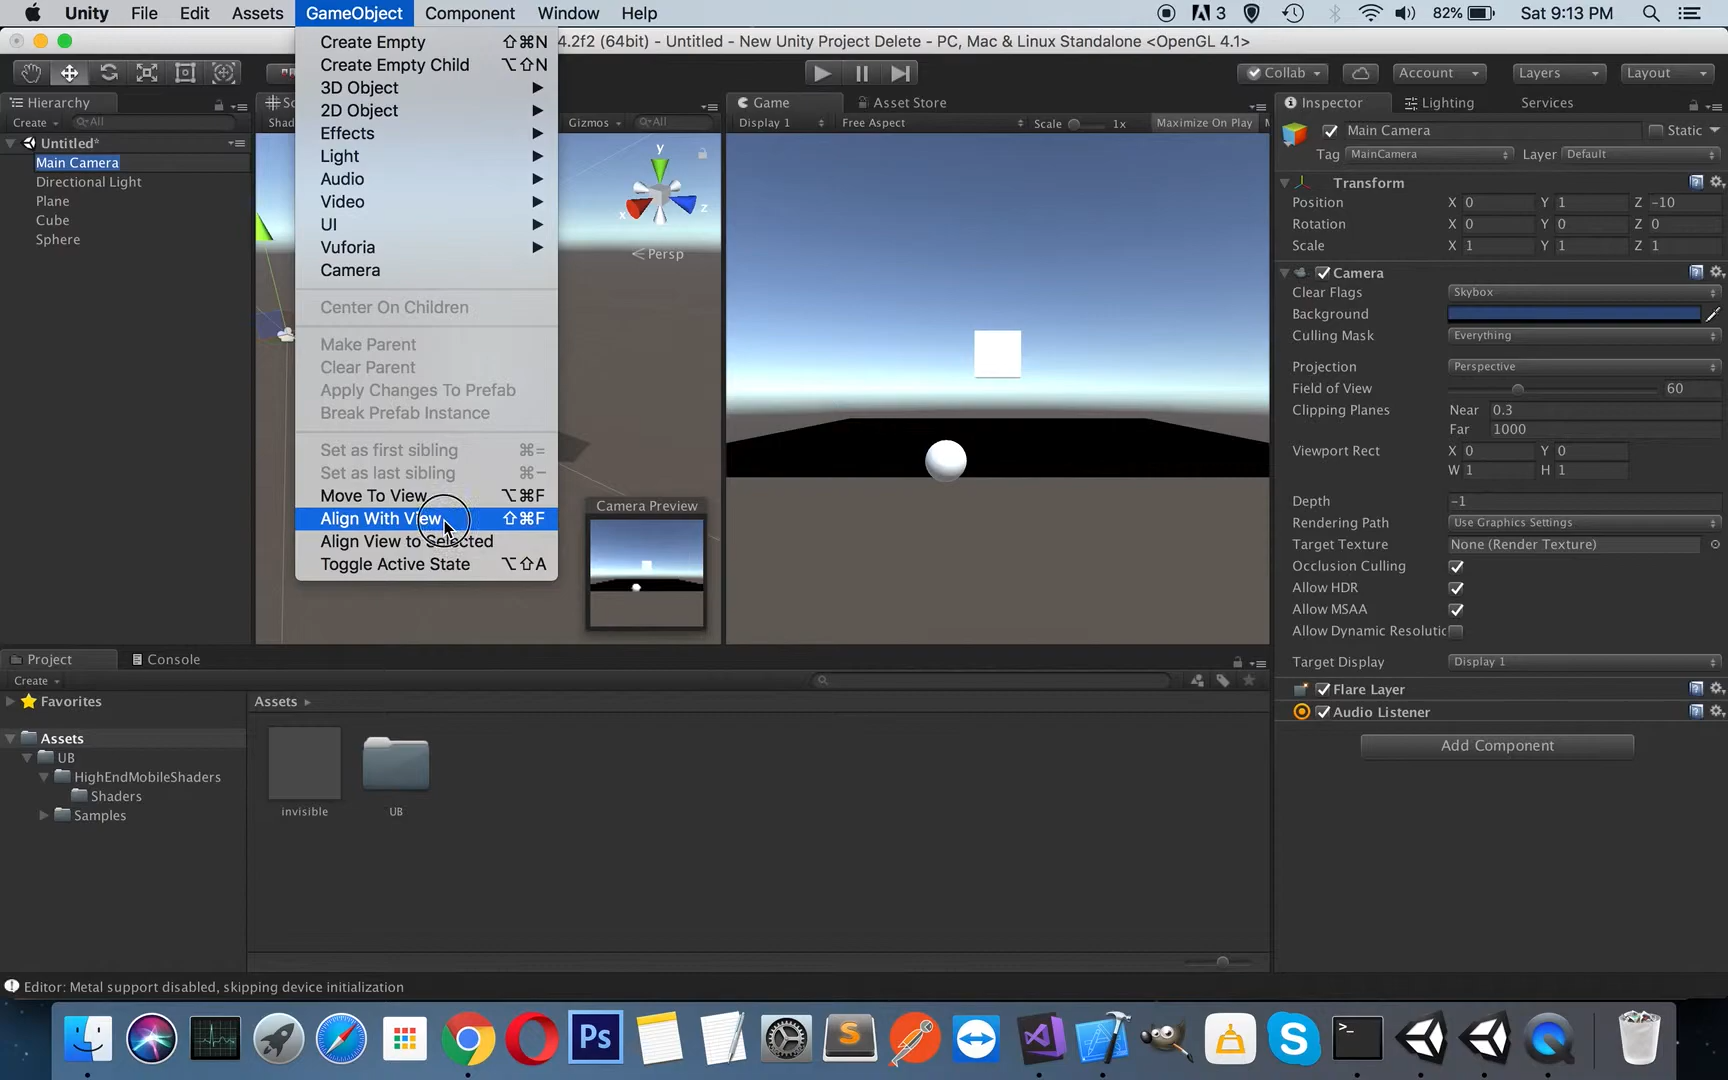 Unity File Edit Assets GameObject Component Window Help 3 82% Sat 9:13 PM
4.2f2 (64bit) - Untitled - New Unity Project Delete - PC, Mac & Linux Standalone <OpenGL 4.1>
Collab Account Layers Layout
Hierarchy
Create All
Untitled*
Main Camera
Directional Light
Plane
Cube
Sphere
Create Empty ⇧⌘N
Create Empty Child ⌥⇧N
3D Object
2D Object
Effects
Light
Audio
Video
UI
Vuforia
Camera
Center On Children
Make Parent
Clear Parent
Apply Changes To Prefab
Break Prefab Instance
Set as first sibling ⌘=
Set as last sibling ⌘-
Move To View ⌥⌘F
Align With View ⇧⌘F
Align View to Selected
Toggle Active State ⌥⇧A
Gizmos All
y
x z
Persp
Camera Preview
Game Asset Store
Display 1 Free Aspect Scale 1x Maximize On Play
Inspector Lighting Services
Main Camera Static
Tag MainCamera Layer Default
Transform
Position X 0 Y 1 Z -10
Rotation X 0 Y 0 Z 0
Scale X 1 Y 1 Z 1
Camera
Clear Flags Skybox
Background
Culling Mask Everything
Projection Perspective
Field of View 60
Clipping Planes Near 0.3
Far 1000
Viewport Rect X 0 Y 0
W 1 H 1
Depth -1
Rendering Path Use Graphics Settings
Target Texture None (Render Texture)
Occlusion Culling
Allow HDR
Allow MSAA
Allow Dynamic Resolutic
Target Display Display 1
Flare Layer
Audio Listener
Add Component
Project Console
Create
Favorites
Assets
UB
HighEndMobileShaders
Shaders
Samples
Assets
invisible UB
Editor: Metal support disabled, skipping device initialization
Ps
S